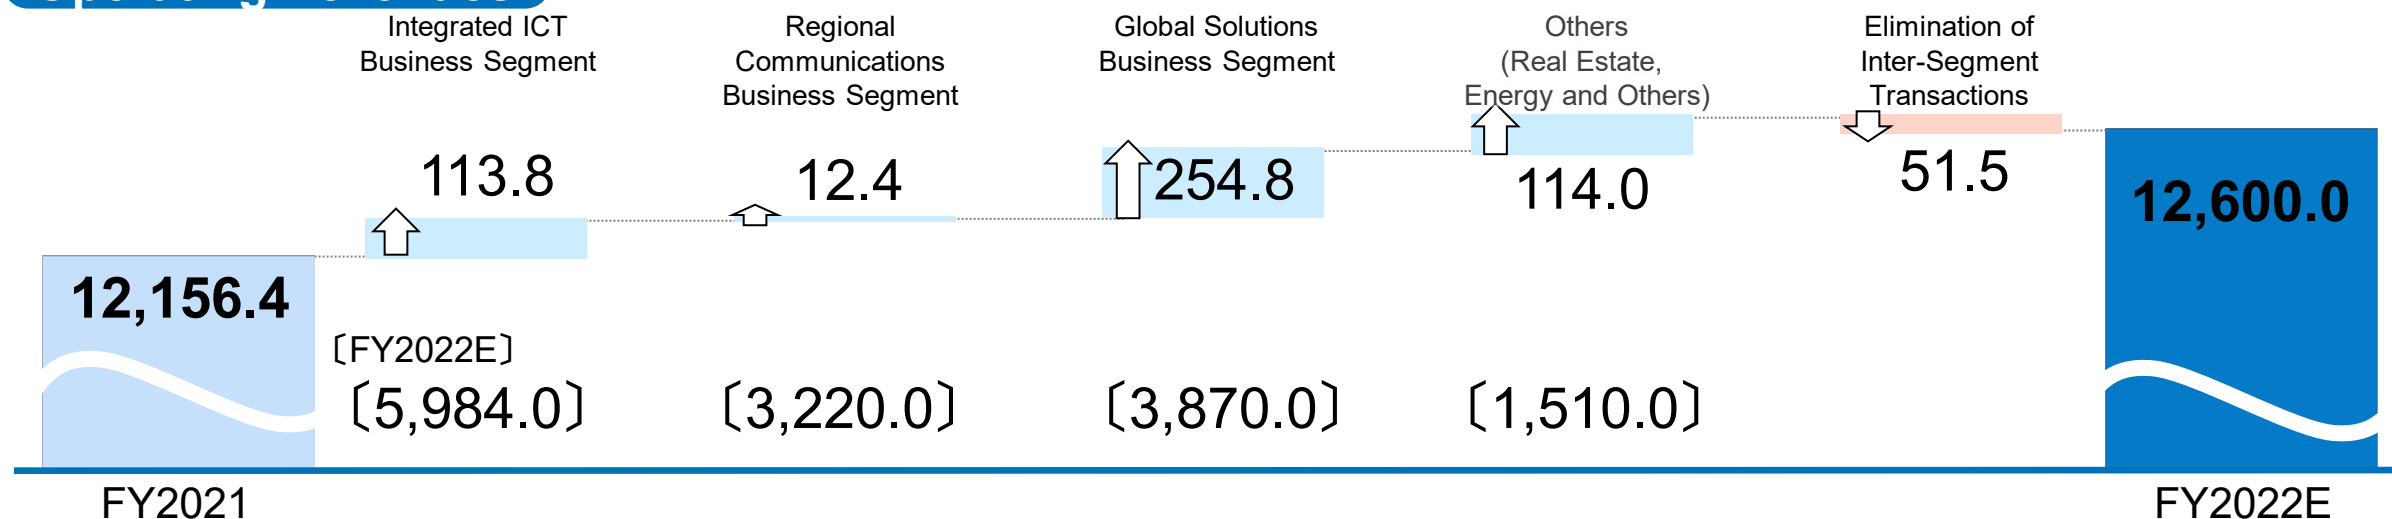 Integrated ICT
Business Segment
Regional
Communications
Business Segment
Global Solutions
Business Segment
Others
(Real Estate,
Energy and Others)
Elimination of
Inter-Segment
Transactions
113.8
12.4
254.8
114.0
51.5
12,600.0
12,156.4
〔FY2022E〕
〔5,984.0〕
〔3,220.0〕
〔3,870.0〕
〔1,510.0〕
FY2021
FY2022E